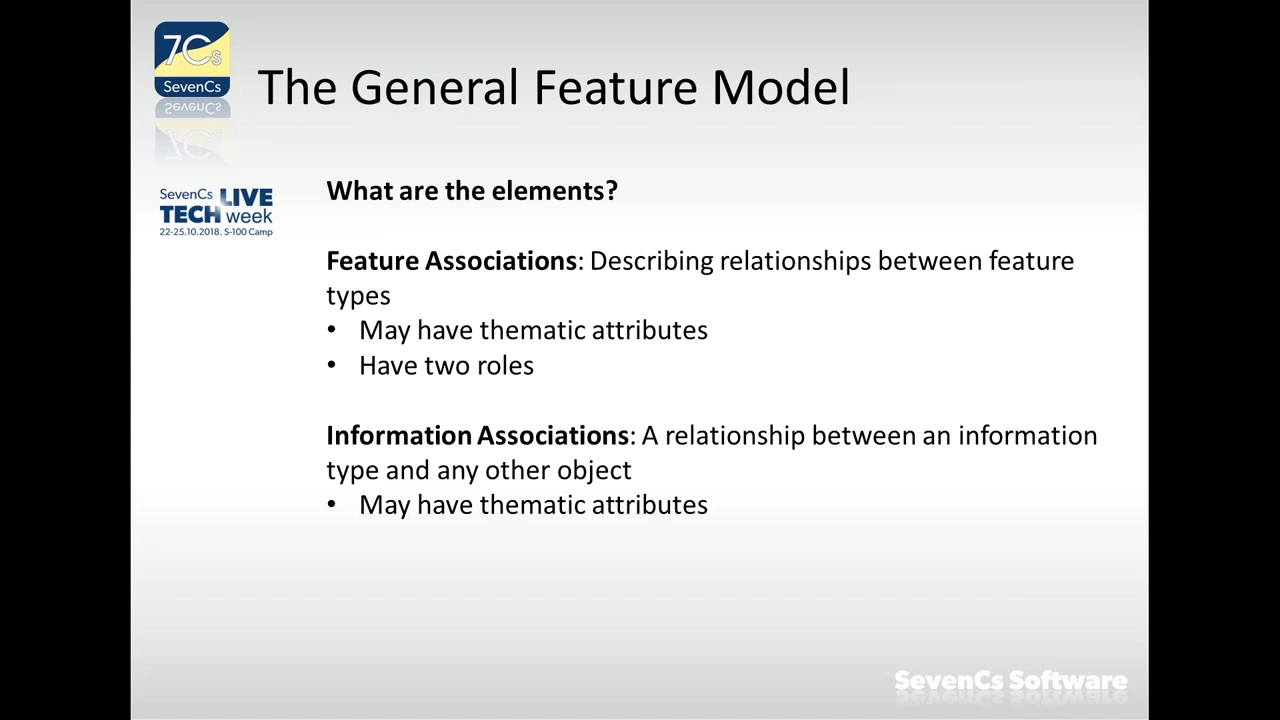 7Cs
SevenCs
The General Feature Model
SevenCs LIVE
TECH week
22-25.10.2018. S-100 Camp
What are the elements?
Feature Associations: Describing relationships between feature
types
• May have thematic attributes
• Have two roles
Information Associations: A relationship between an information
type and any other object
• May have thematic attributes
SevenCs Software